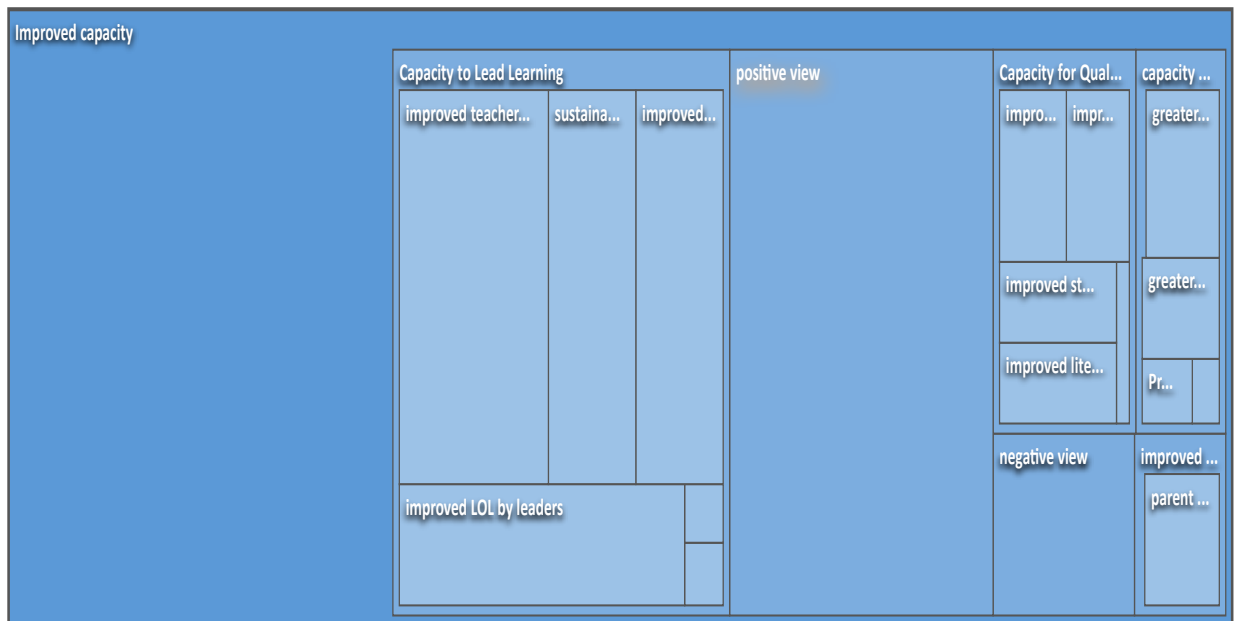 Improved capacity
Capacity to Lead Learning
positive view
Capacity for Qual...
capacity ...
improved teacher...
sustaina...
improved...
impro...
impr...
greater...
improved st...
greater...
improved lite...
Pr...
negative view
improved ...
improved LOL by leaders
parent ...